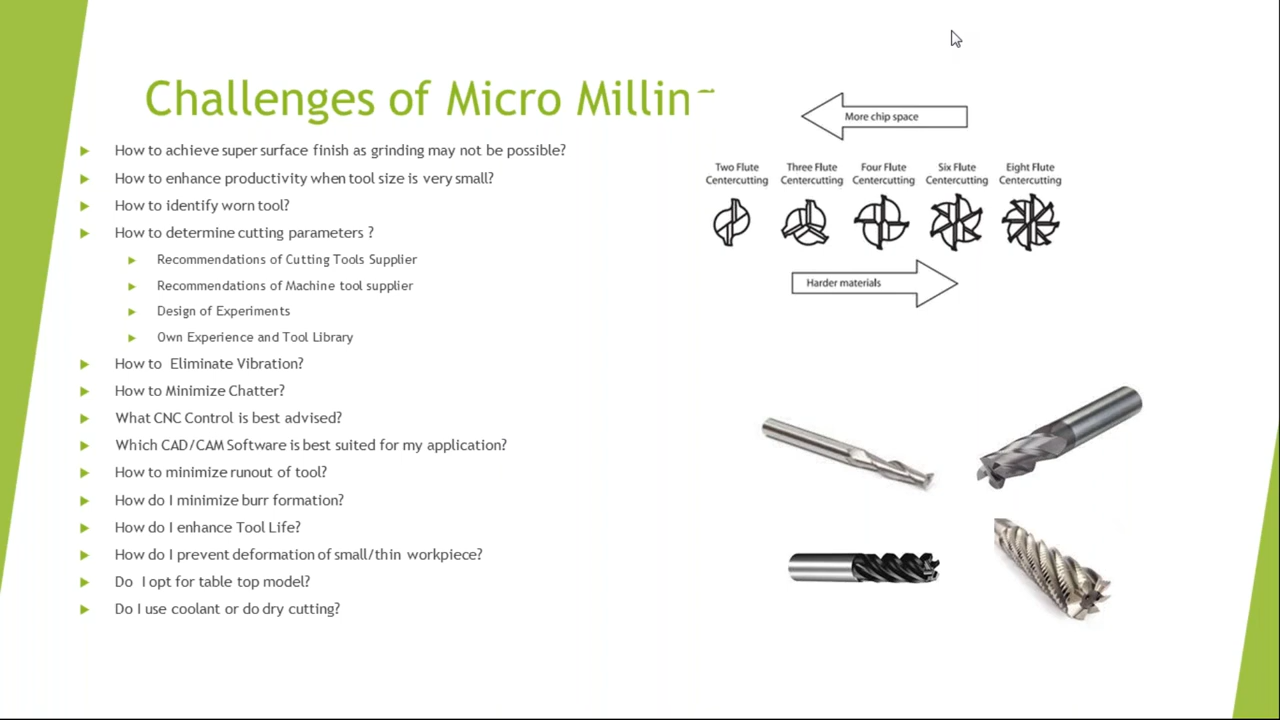 Challenges of Micro Millin
How to achieve super surface finish as grinding may not be possible?
How to enhance productivity when tool size is very small?
How to identify worn tool?
How to determine cutting parameters ?
Recommendations of Cutting Tools Supplier
Recommendations of Machine tool supplier
Design of Experiments
Own Experience and Tool Library
How to Eliminate Vibration?
How to Minimize Chatter?
What CNC Control is best advised?
Which CAD/CAM Software is best suited for my application?
How to minimize runout of tool?
How do I minimize burr formation?
How do I enhance Tool Life?
How do I prevent deformation of small/thin workpiece?
Do I opt for table top model?
Do I use coolant or do dry cutting?
More chip space
Two Flute Three Flute Four Flute Six Flute Eight Flute
Centercutting Centercutting Centercutting Centercutting Centercutting
Harder materials